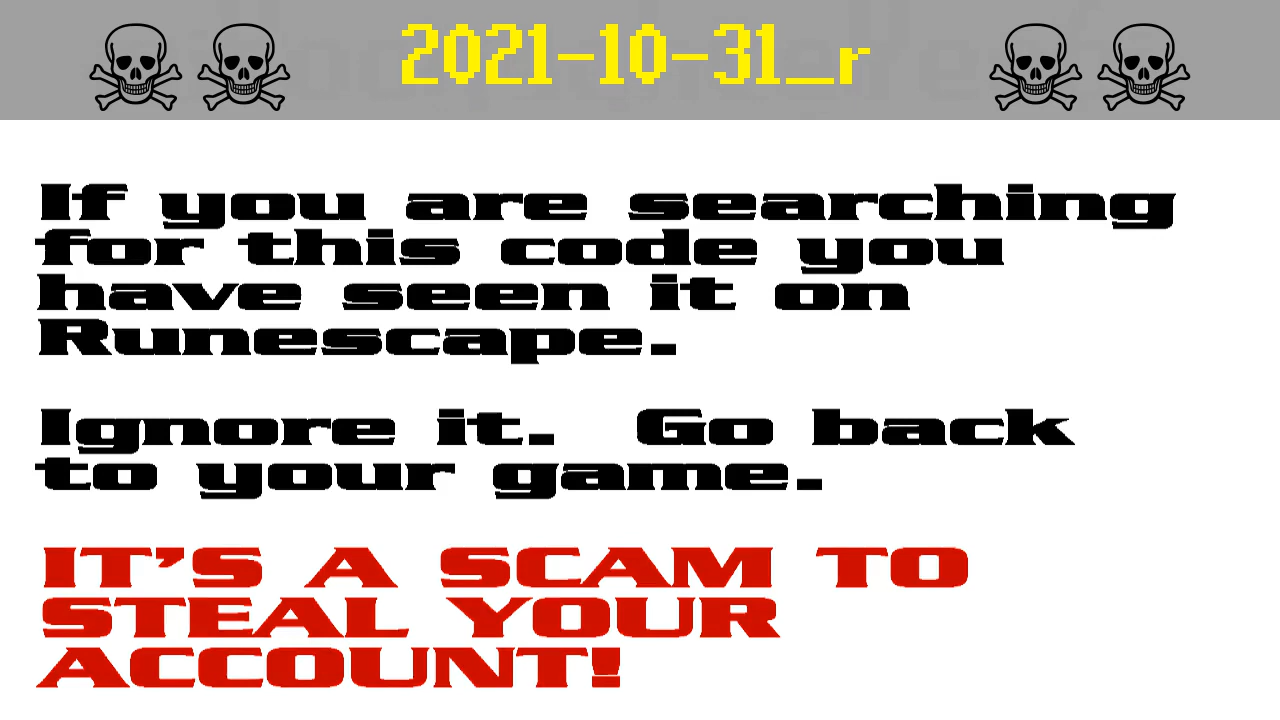 2021-10-31_r
If you are searching
for this code you
have seen it on
Runescape.
Ignore it.  Go back
to your game.
IT'S A SCAM TO
STEAL YOUR
ACCOUNT!